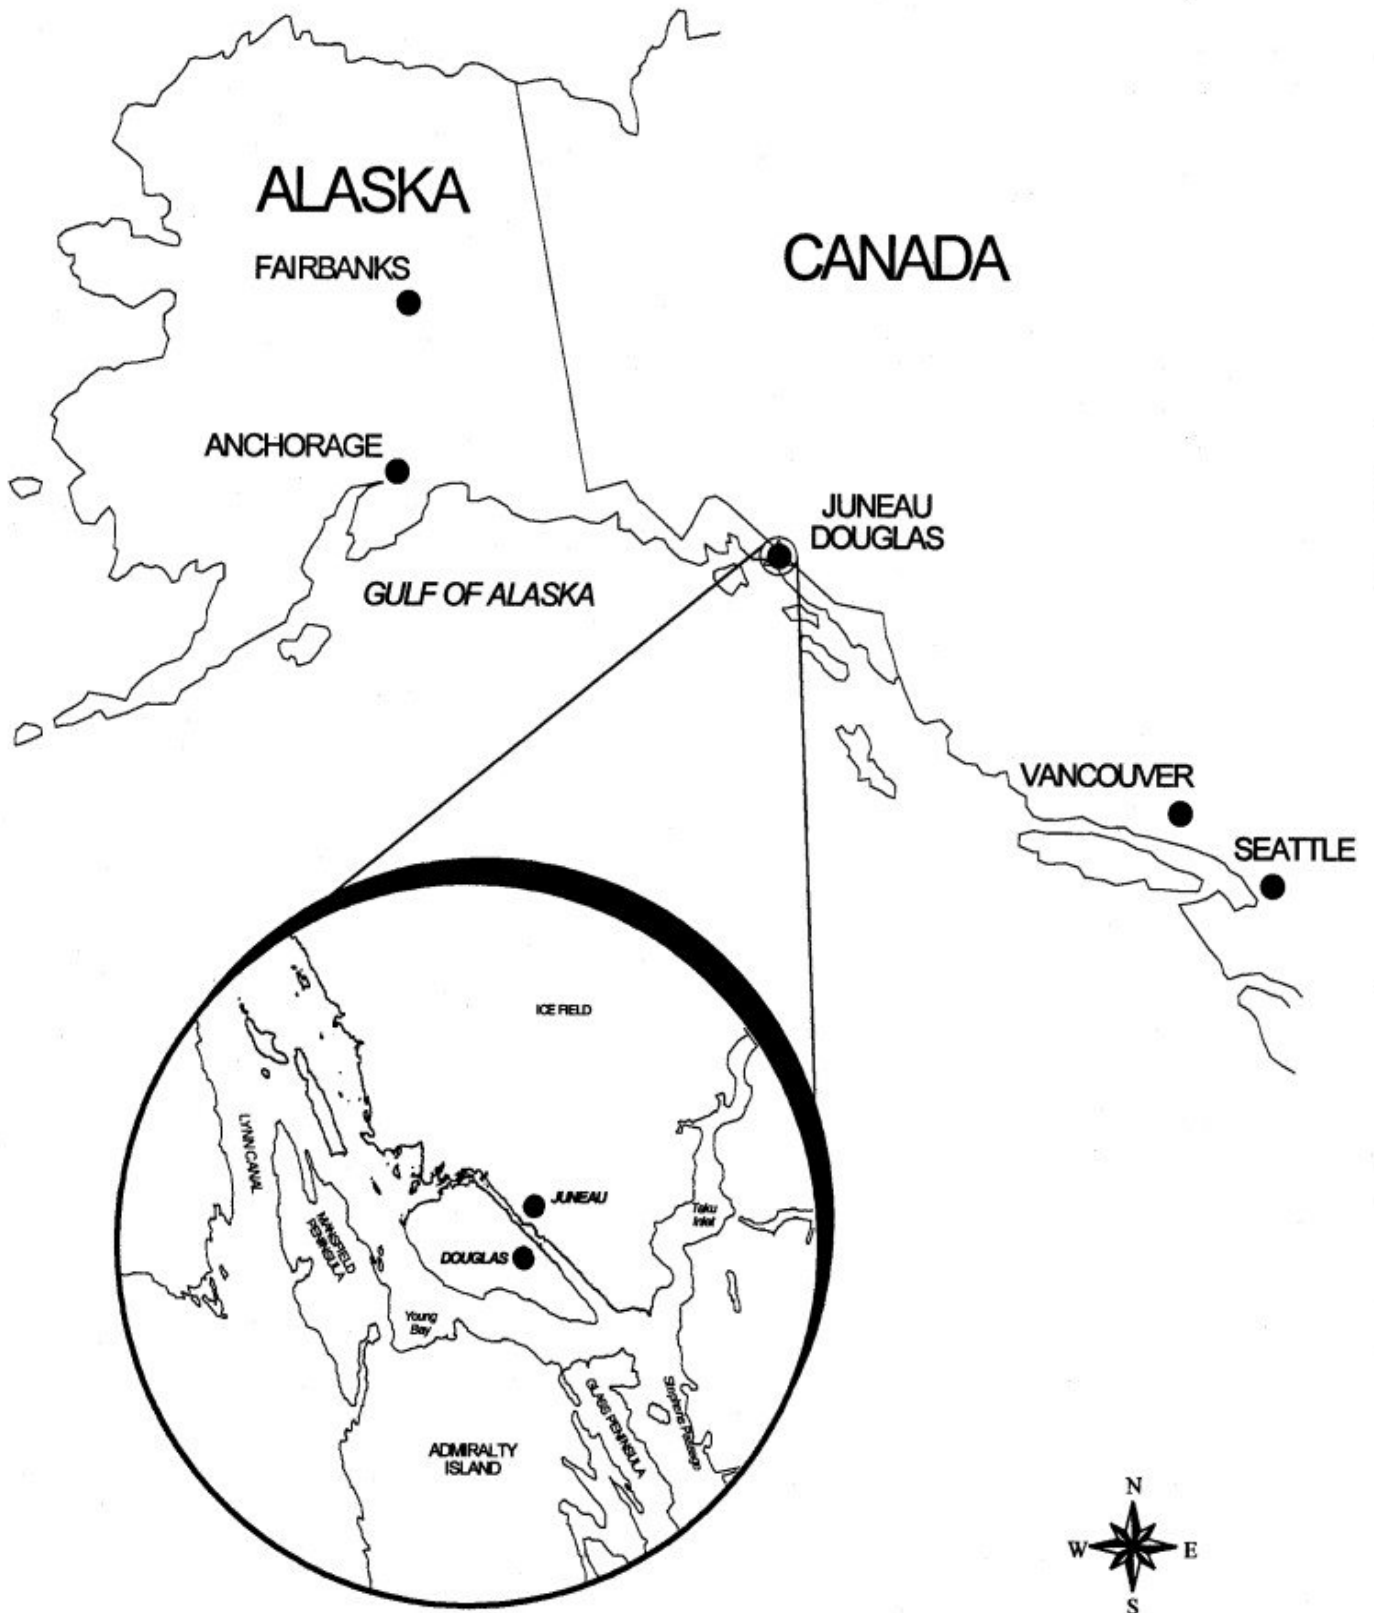 ALASKA
CANADA
FAIRBANKS
ANCHORAGE
JUNEAU
DOUGLAS
GULF OF ALASKA
VANCOUVER
SEATTLE
ICE FIELD
LYNN CANAL
JUNEAU
MANSFIELD
PENINSULA
Taku
Inlet
DOUGLAS
Young
Bay
GLASS PENINSULA
Stephens Passage
ADMIRALTY
ISLAND
N
W E
S